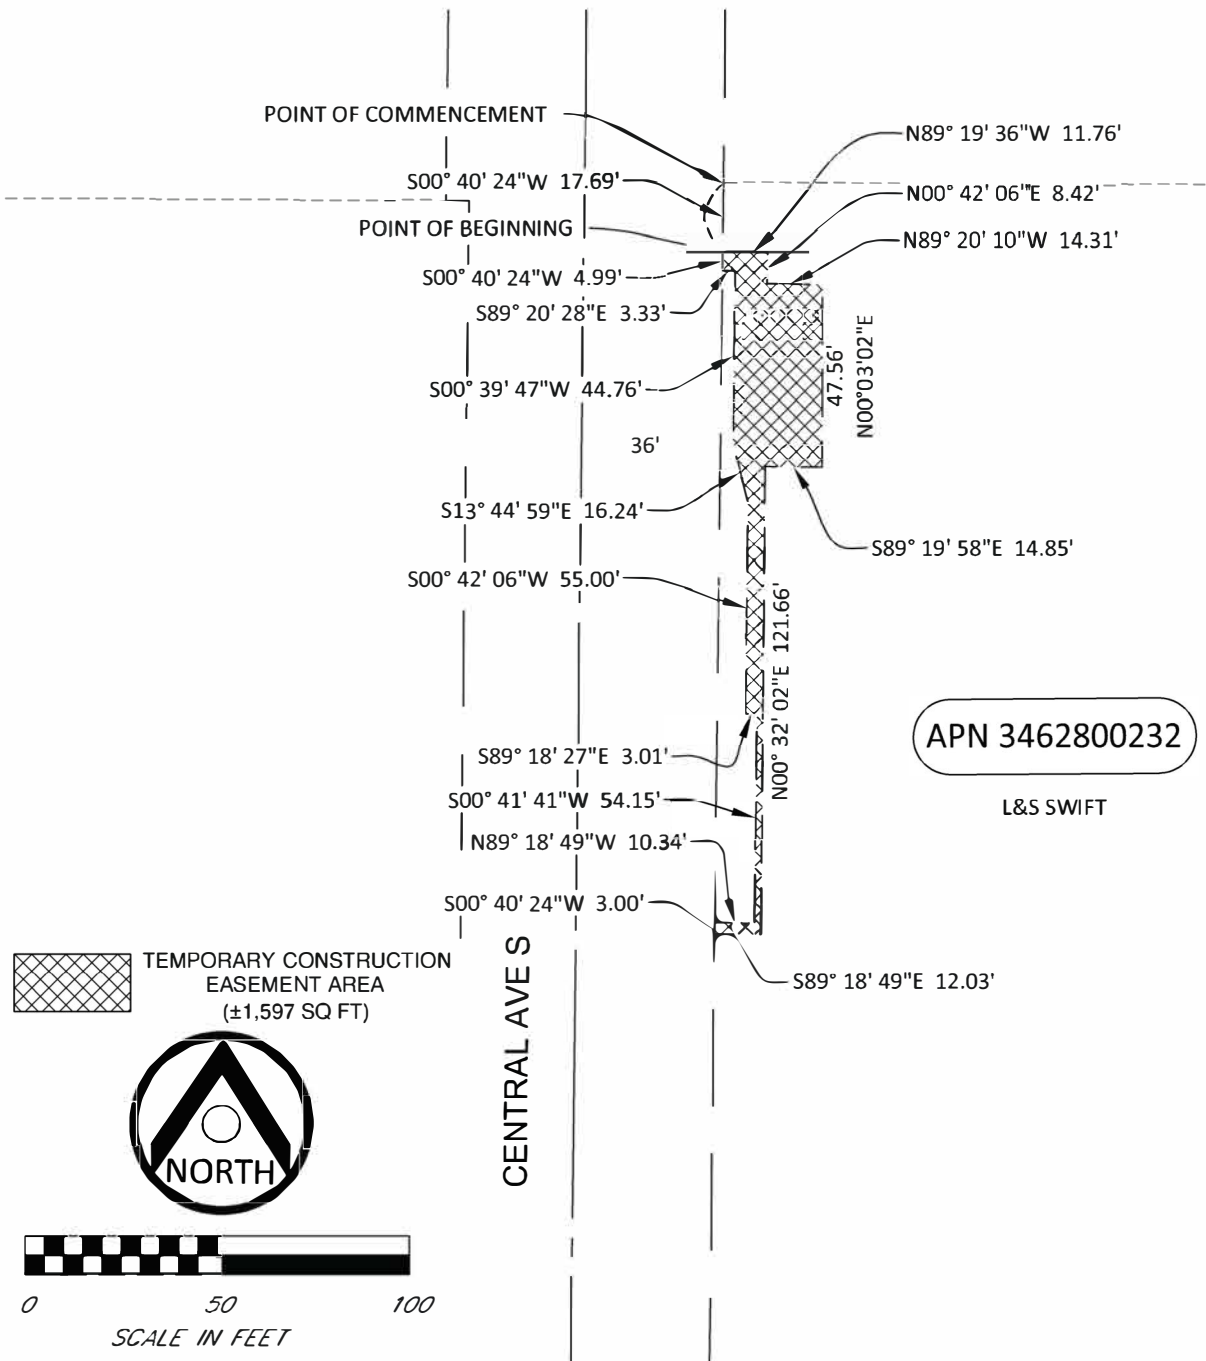 POINT OF COMMENCEMENT
N89° 19' 36"W 11.76'
S00° 40' 24"W 17.69'
N00° 42' 06"E 8.42'
POINT OF BEGINNING
N89° 20' 10"W 14.31'
S00° 40' 24"W 4.99'
S89° 20' 28"E 3.33'
47.56'
N00°03'02"E
S00° 39' 47"W 44.76'
36'
S13° 44' 59"E 16.24'
S89° 19' 58"E 14.85'
S00° 42' 06"W 55.00'
N00° 32' 02"E 121.66'
APN 3462800232
L&S SWIFT
S89° 18' 27"E 3.01'
S00° 41' 41"W 54.15'
N89° 18' 49"W 10.34'
S00° 40' 24"W 3.00'
S89° 18' 49"E 12.03'
CENTRAL AVE S
TEMPORARY CONSTRUCTION
EASEMENT AREA
(±1,597 SQ FT)
NORTH
0 50 100
SCALE IN FEET